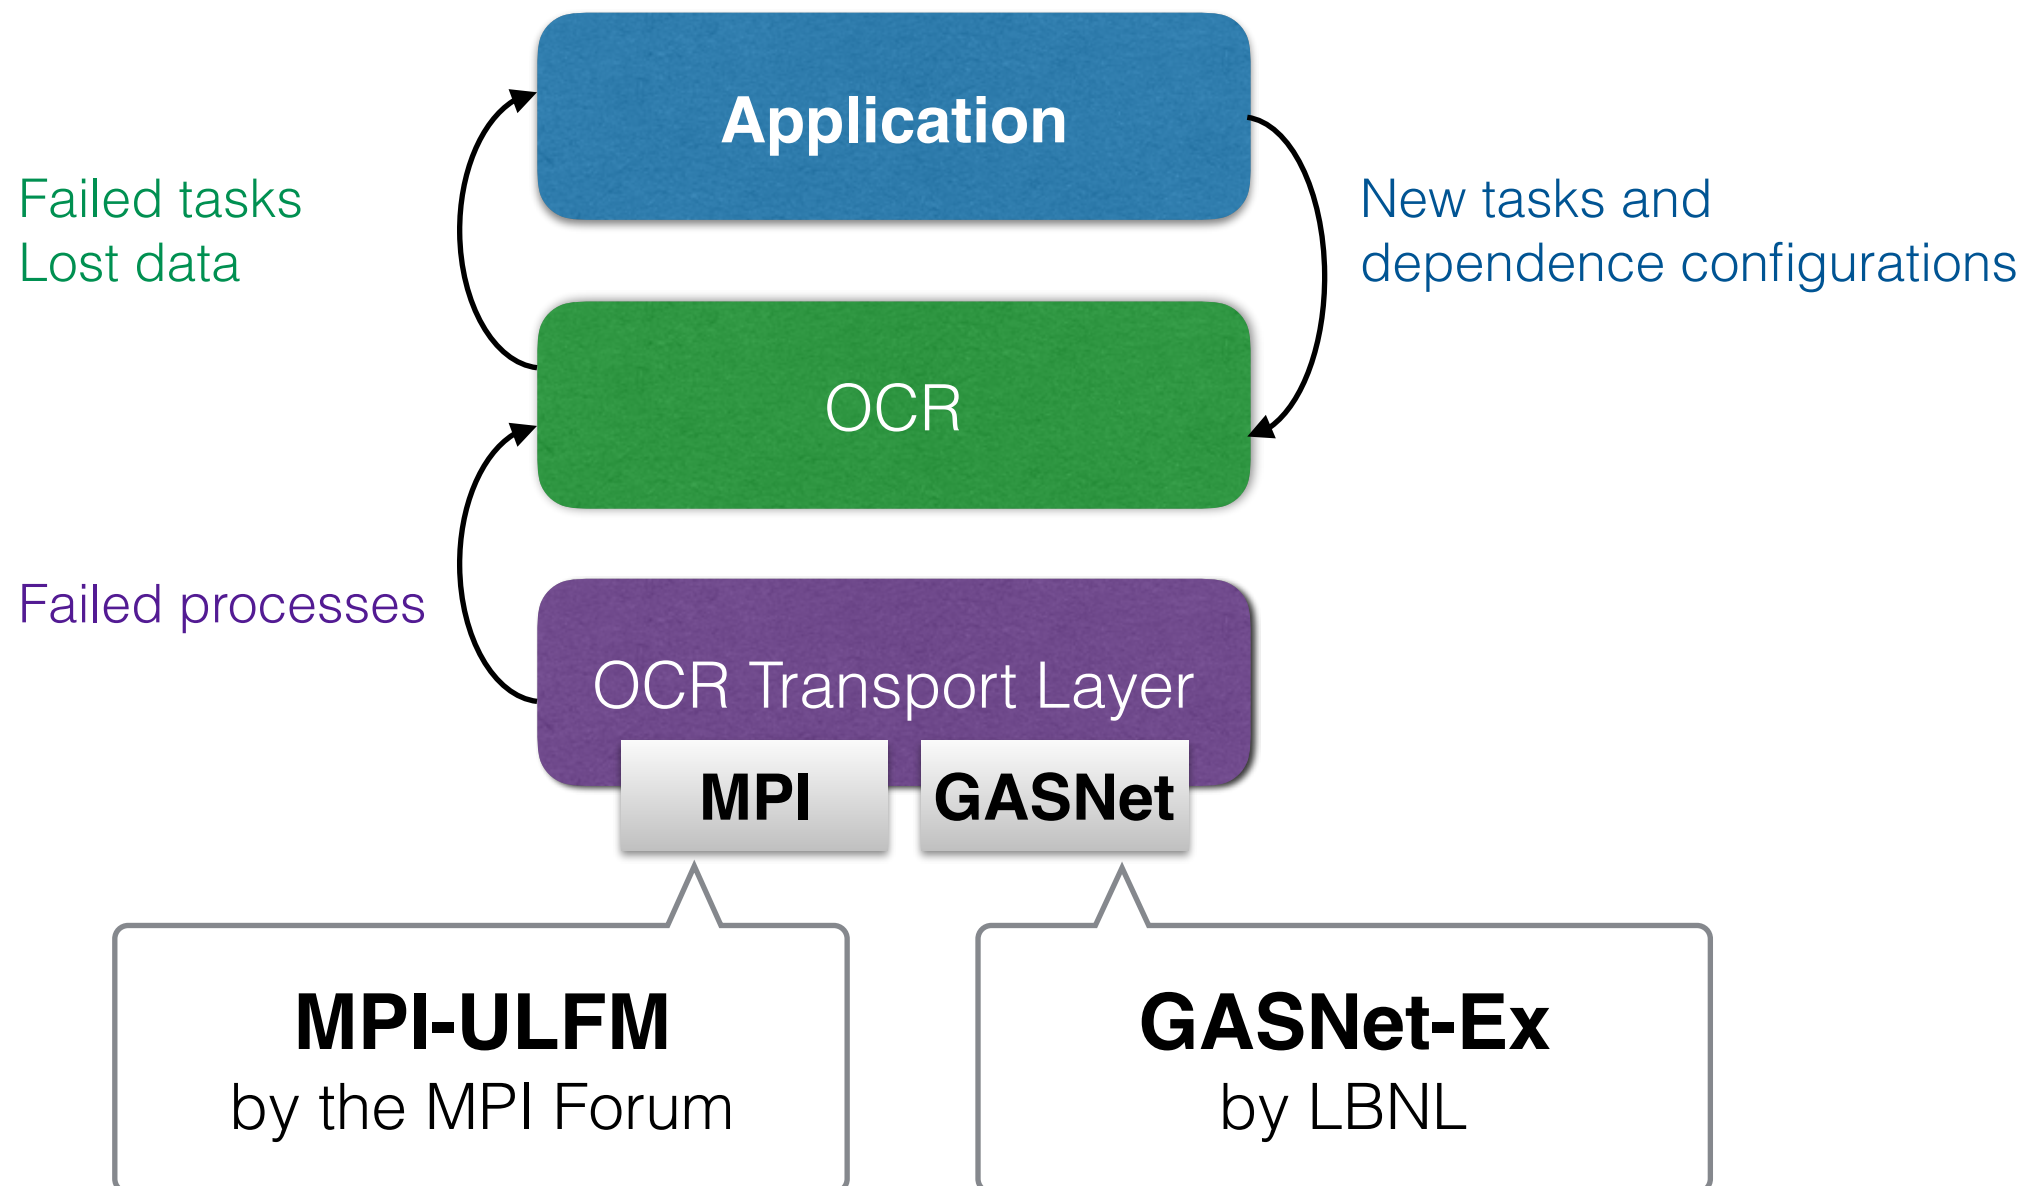 Application
Failed tasks
Lost data
New tasks and
dependence configurations
OCR
Failed processes
OCR Transport Layer
MPI
GASNet
MPI-ULFM
by the MPI Forum
GASNet-Ex
by LBNL